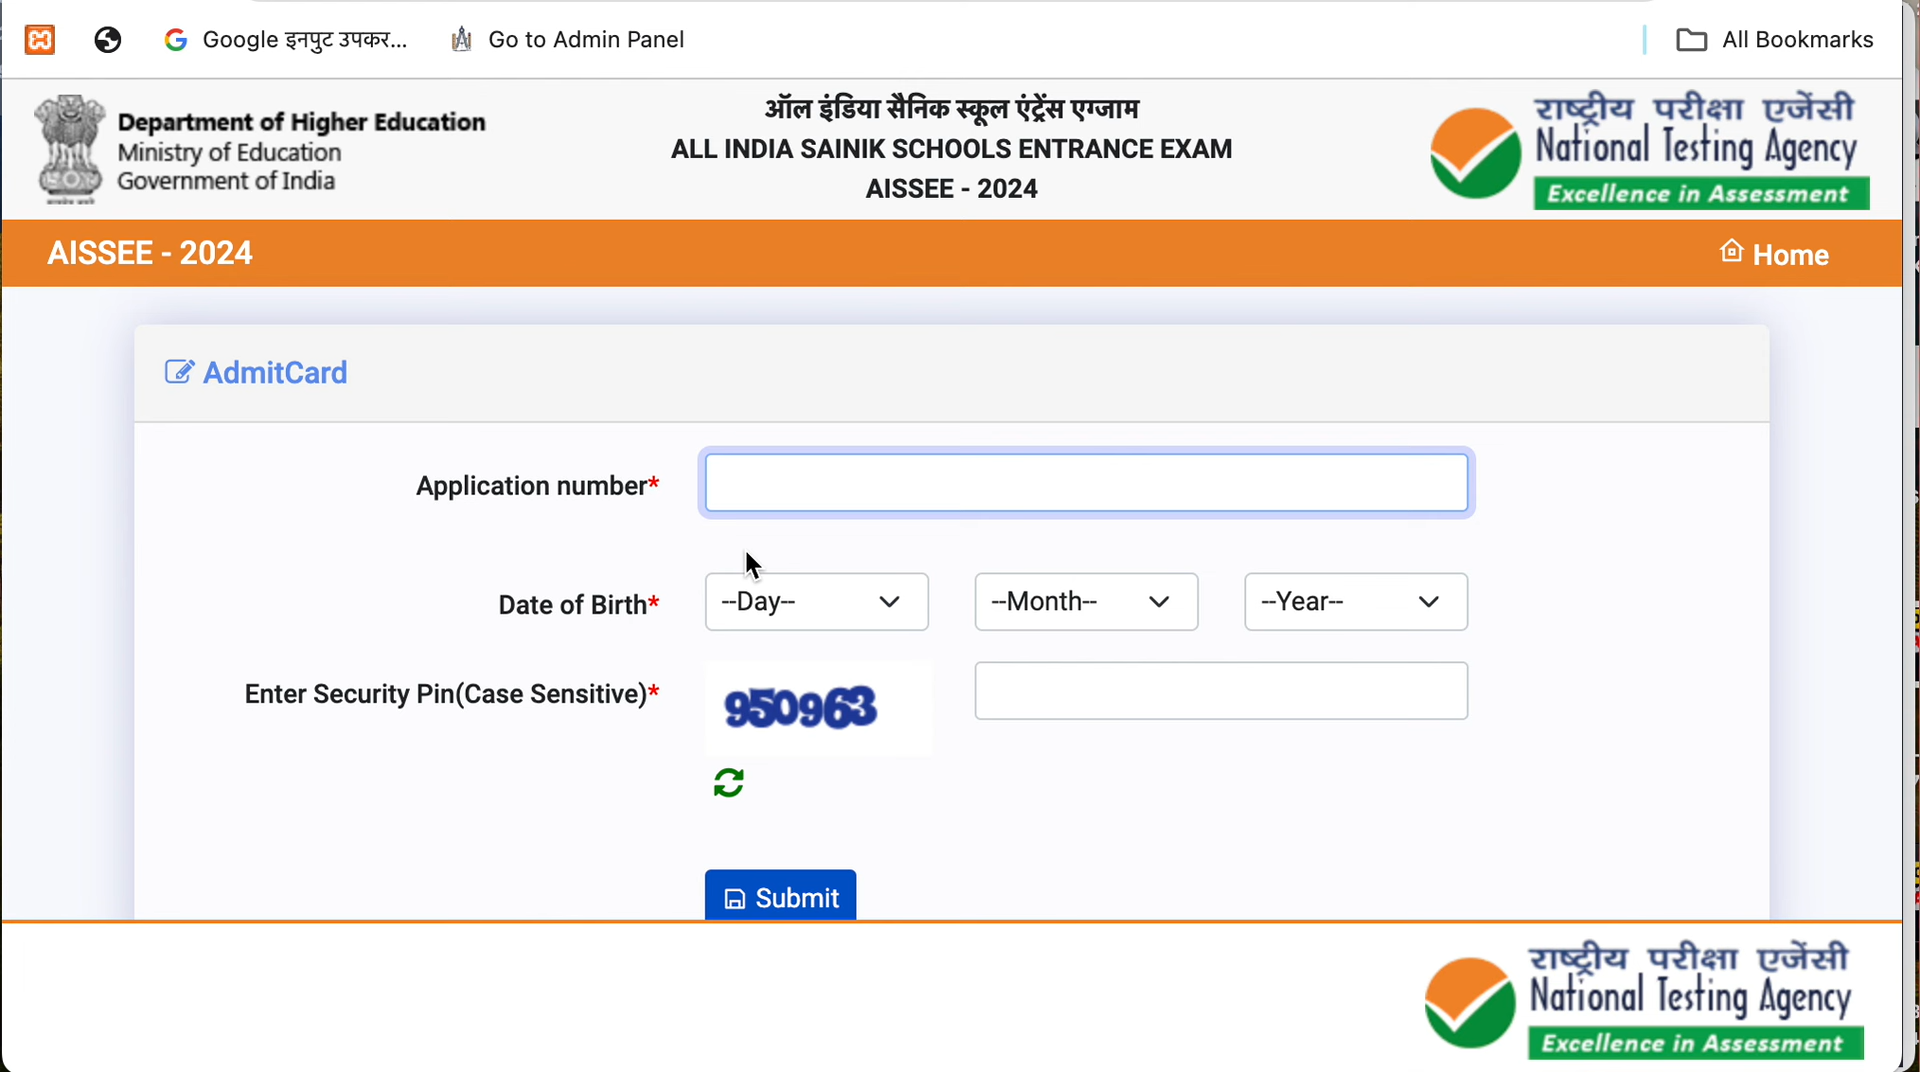 Google इनपुट उपकर...
Go to Admin Panel
All Bookmarks
Department of Higher Education
Ministry of Education
Government of India
ऑल इंडिया सैनिक स्कूल एंट्रेंस एग्जाम
ALL INDIA SAINIK SCHOOLS ENTRANCE EXAM
AISSEE - 2024
राष्ट्रीय परीक्षा एजेंसी
National Testing Agency
Excellence in Assessment
AISSEE - 2024
Home
AdmitCard
Application number*
Date of Birth*
--Day--
--Month--
--Year--
Enter Security Pin(Case Sensitive)*
950963
Submit
राष्ट्रीय परीक्षा एजेंसी
National Testing Agency
Excellence in Assessment